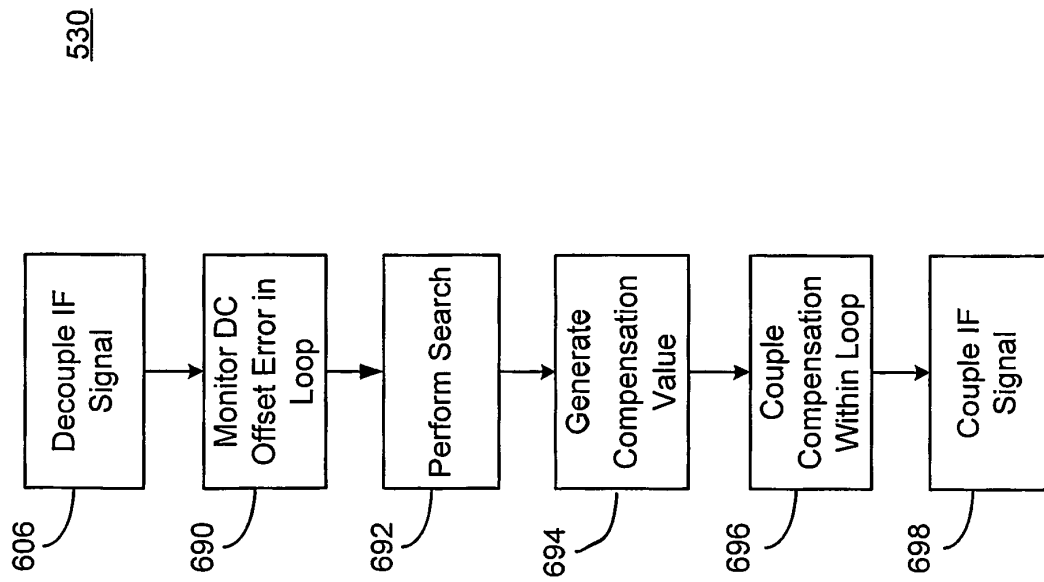 530
606
Decouple IF
Signal
690
Monitor DC
Offset Error in
Loop
692
Perform Search
694
Generate
Compensation
Value
696
Couple
Compensation
Within Loop
698
Couple IF
Signal